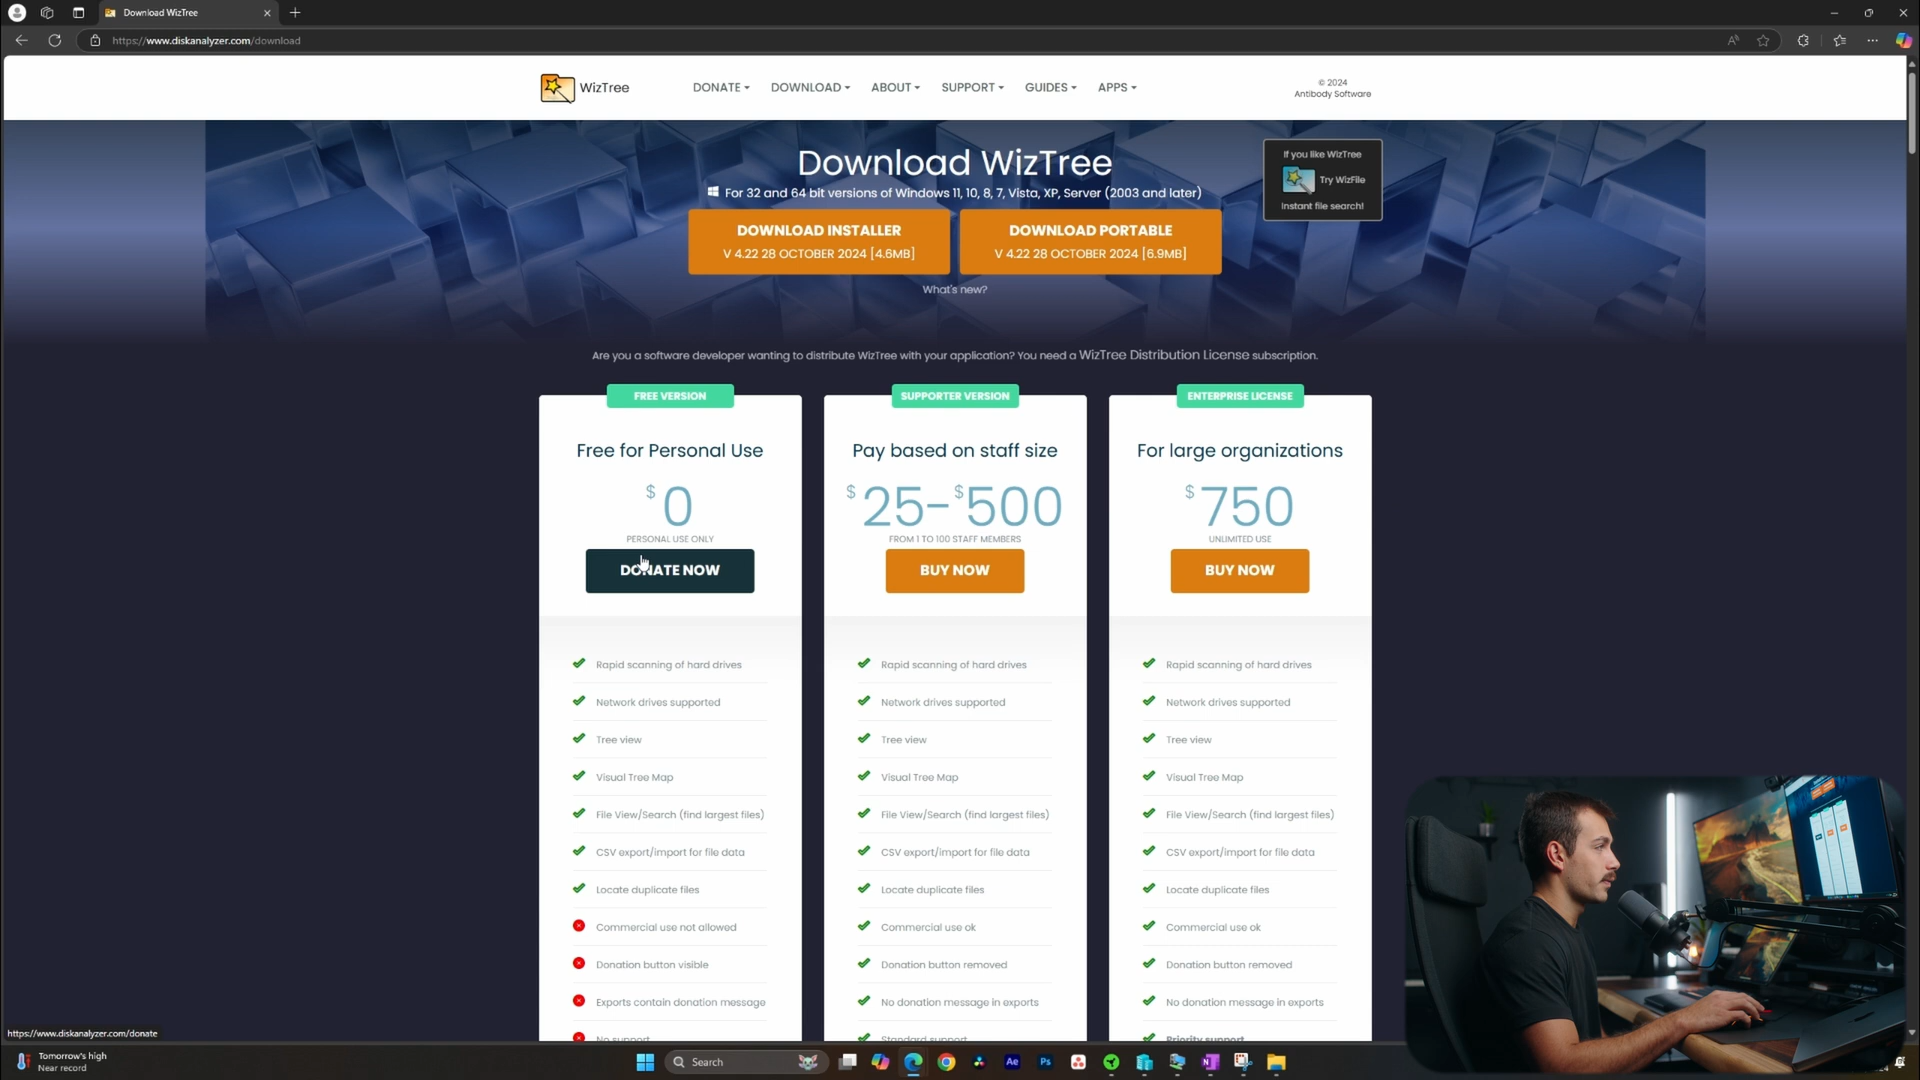 Download WizTree
https://www.diskanalyzer.com/download
WizTree
DONATE
DOWNLOAD
ABOUT
SUPPORT
GUIDES
APPS
© 2024
Antibody Software
Download WizTree
For 32 and 64 bit versions of Windows 11, 10, 8, 7, Vista, XP, Server (2003 and later)
DOWNLOAD INSTALLER
V 4.22 28 OCTOBER 2024 [4.6MB]
DOWNLOAD PORTABLE
V 4.22 28 OCTOBER 2024 [6.9MB]
What's new?
If you like WizTree
Try WizFile
Instant file search!
Are you a software developer wanting to distribute WizTree with your application? You need a WizTree Distribution License subscription.
FREE VERSION
Free for Personal Use
$0
PERSONAL USE ONLY
DONATE NOW
Rapid scanning of hard drives
Network drives supported
Tree view
Visual Tree Map
File View/Search (find largest files)
CSV export/import for file data
Locate duplicate files
Commercial use not allowed
Donation button visible
Exports contain donation message
No support
SUPPORTER VERSION
Pay based on staff size
$25-$500
FROM 1 TO 100 STAFF MEMBERS
BUY NOW
Rapid scanning of hard drives
Network drives supported
Tree view
Visual Tree Map
File View/Search (find largest files)
CSV export/import for file data
Locate duplicate files
Commercial use ok
Donation button removed
No donation message in exports
Standard support
ENTERPRISE LICENSE
For large organizations
$750
UNLIMITED USE
BUY NOW
Rapid scanning of hard drives
Network drives supported
Tree view
Visual Tree Map
File View/Search (find largest files)
CSV export/import for file data
Locate duplicate files
Commercial use ok
Donation button removed
No donation message in exports
Priority support
https://www.diskanalyzer.com/donate
Tomorrow's high
Near record
Search
Ae
Ps